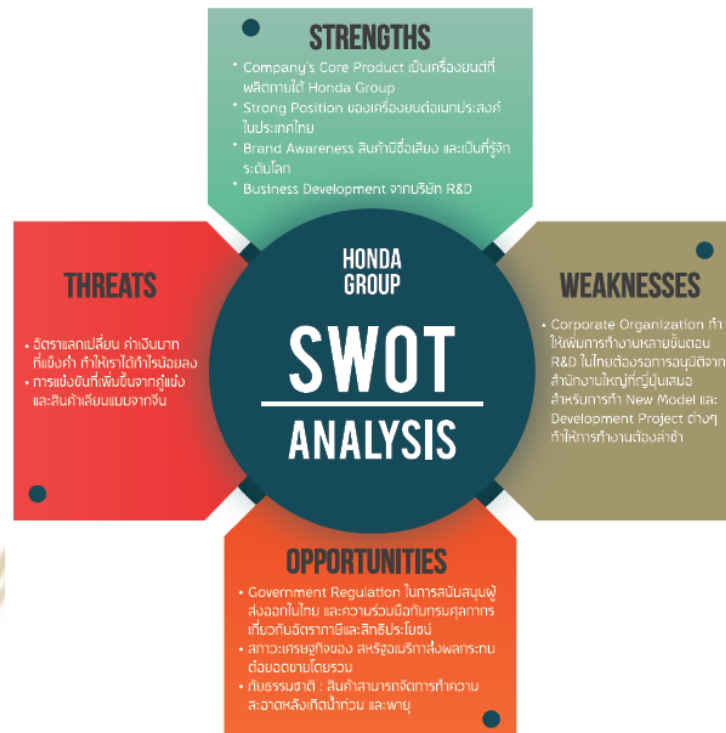 STRENGTHS
* Company's Core Product เป็นเครื่องยนต์ที่
ผลิตภายใต้ Honda Group
* Strong Position ของเครื่องยนต์อเนกประสงค์
ในประเทศไทย
* Brand Awareness สินค้ามีชื่อเสียง และเป็นที่รู้จัก
ระดับโลก
* Business Development จากบริษัท R&D
THREATS
• อัตราแลกเปลี่ยน ค่าเงินบาท
ที่แข็งค่า ทำให้เราได้กำไรน้อยลง
• การแข่งขันที่เพิ่มขึ้นจากคู่แข่ง
และสินค้าเลียนแบบจากจีน
HONDA
GROUP
SWOT
ANALYSIS
WEAKNESSES
• Corporate Organization ทำ
ให้เพิ่มการทำงานหลายขั้นตอน
R&D ในไทยต้องรอการอนุมัติจาก
สำนักงานใหญ่ที่ญี่ปุ่นเสมอ
สำหรับการทำ New Model และ
Development Project ต่างๆ
ทำให้การทำงานต้องล่าช้า
OPPORTUNITIES
• Government Regulation ในการสนับสนุนผู้
ส่งออกในไทย และความร่วมมือกับกรมศุลกากร
เกี่ยวกับอัตราภาษีและสิทธิประโยชน์
• สภาวะเศรษฐกิจของ สหรัฐอเมริกาส่งผลกระทบ
ต่อยอดขายโดยรวม
• ภัยธรรมชาติ : สินค้าสามารถจัดการทำความ
สะอาดหลังเกิดน้ำท่วม และพายุ